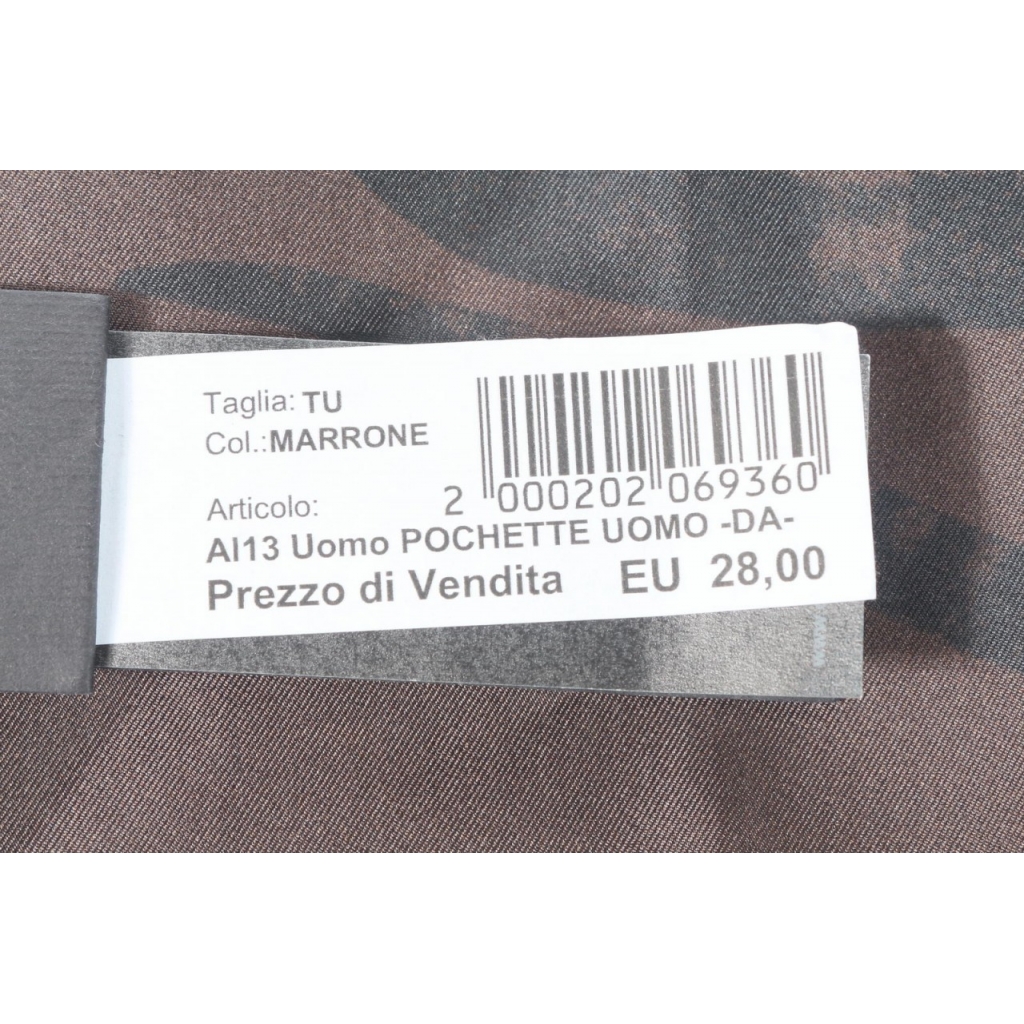 Taglia: TU
Col.:MARRONE
2 000202 069360
Articolo:
AI13 Uomo POCHETTE UOMO -DA-
Prezzo di Vendita EU 28,00